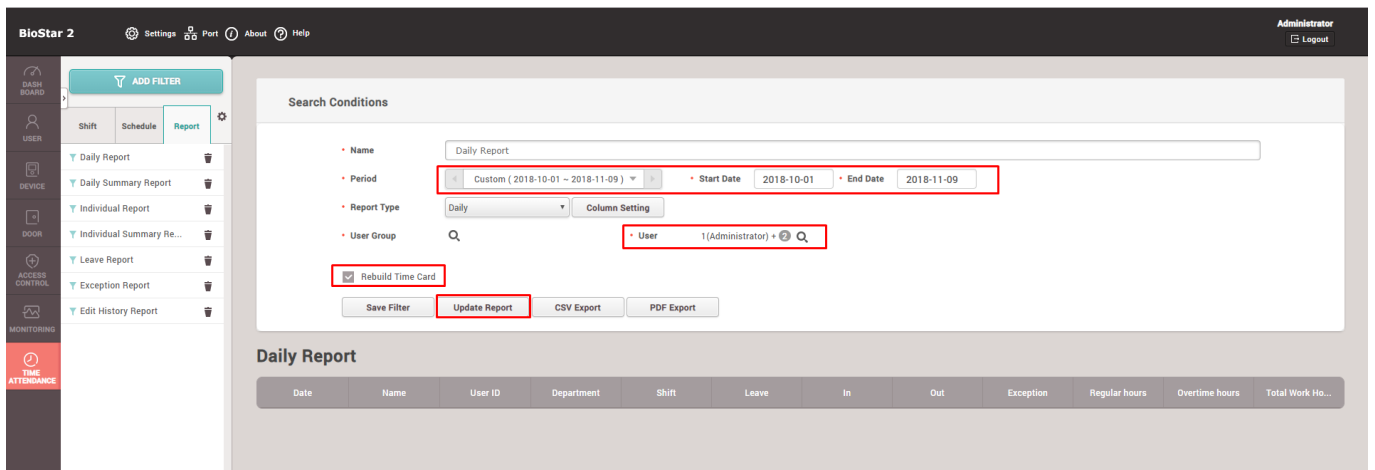 BioStar 2
Settings Port About Help
Administrator
Logout
DASH
BOARD
USER
DEVICE
DOOR
ACCESS
CONTROL
MONITORING
TIME
ATTENDANCE
ADD FILTER
Shift Schedule Report
Daily Report
Daily Summary Report
Individual Report
Individual Summary Re...
Leave Report
Exception Report
Edit History Report
Search Conditions
• Name Daily Report
• Period Custom ( 2018-10-01 ~ 2018-11-09 ) • Start Date 2018-10-01 • End Date 2018-11-09
• Report Type Daily Column Setting
• User Group • User 1(Administrator) + 2
Rebuild Time Card
Save Filter Update Report CSV Export PDF Export
Daily Report
Date Name User ID Department Shift Leave In Out Exception Regular hours Overtime hours Total Work Ho...